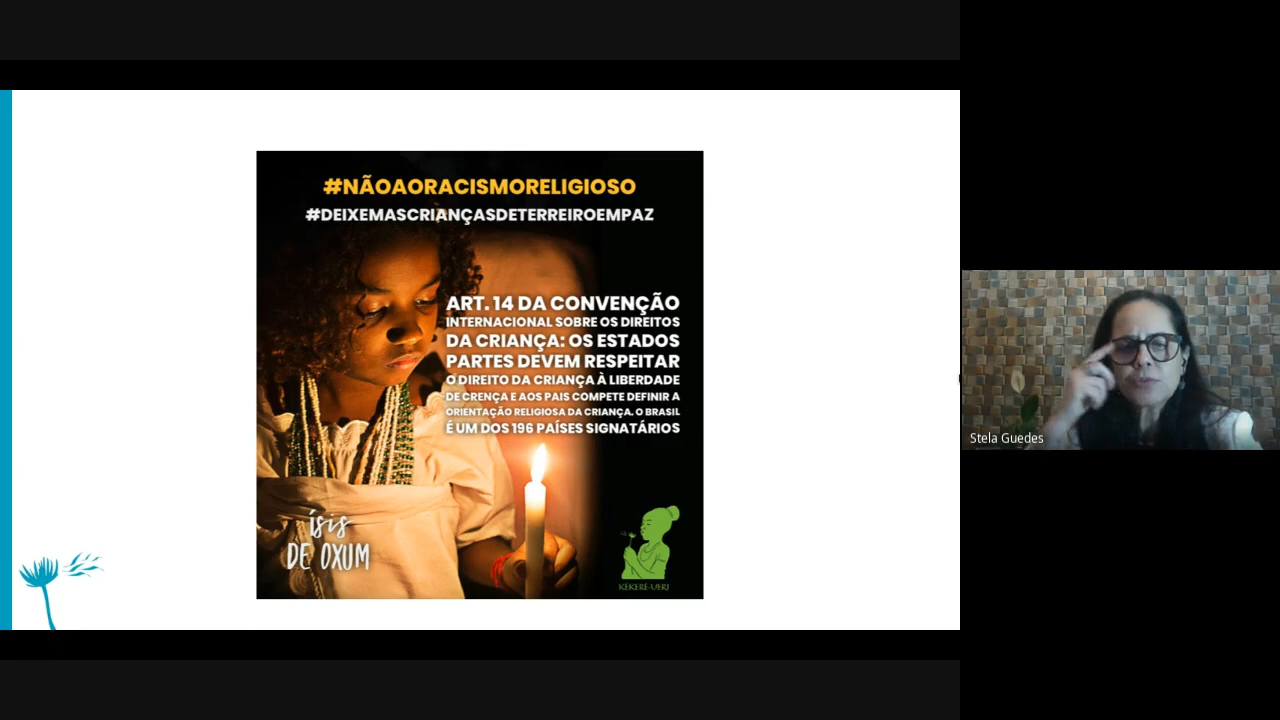 #NÃOAORACISMORELIGIOSO
#DEIXEMASCRIANÇASDETERREIROEMPAZ
ART. 14 DA CONVENÇÃO
INTERNACIONAL SOBRE OS DIREITOS
DA CRIANÇA: OS ESTADOS
PARTES DEVEM RESPEITAR
O DIREITO DA CRIANÇA À LIBERDADE
DE CRENÇA E AOS PAIS COMPETE DEFINIR A
ORIENTAÇÃO RELIGIOSA DA CRIANÇA. O BRASIL
É UM DOS 196 PAÍSES SIGNATÁRIOS
ísis
DE OXUM
KEKERÊ-UERJ
Stela Guedes